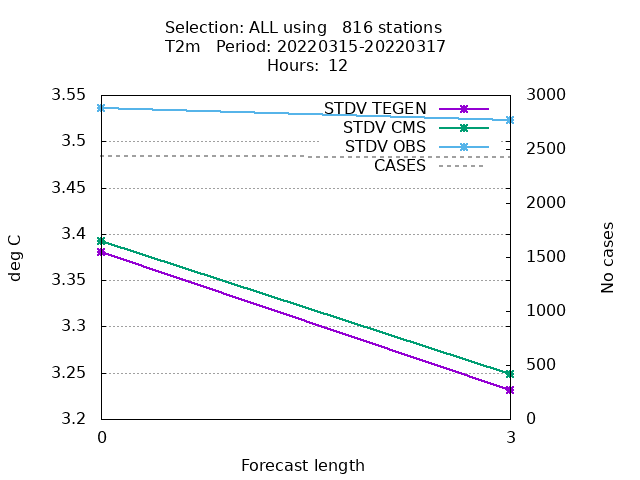 Selection: ALL using   816 stations
T2m   Period: 20220315-20220317
Hours: 12
3.55
3.5
3.45
3.4
3.35
3.3
3.25
3.2
deg C
STDV TEGEN
STDV CMS
STDV OBS
CASES
3000
2500
2000
1500
1000
500
0
No cases
0
3
Forecast length